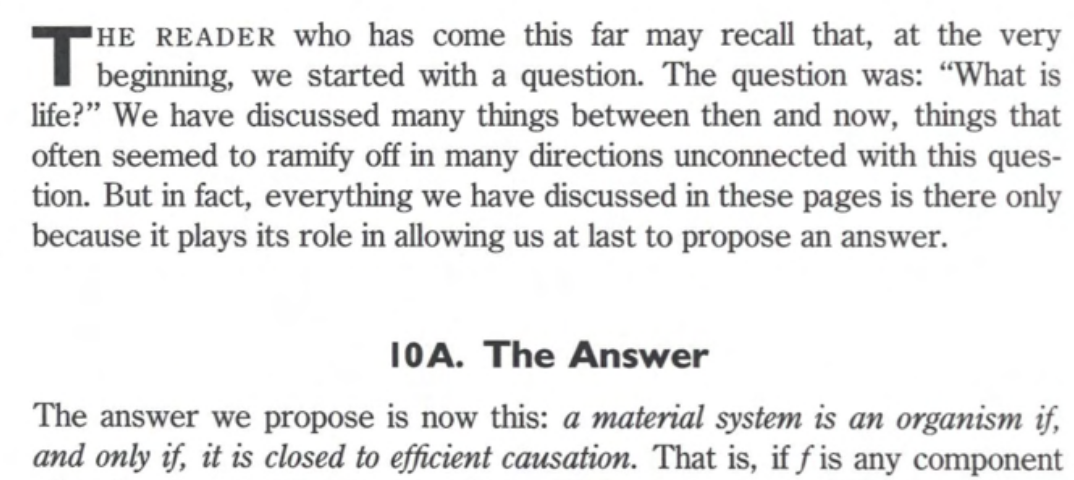 THE READER who has come this far may recall that, at the very
beginning, we started with a question. The question was: “What is
life?” We have discussed many things between then and now, things that
often seemed to ramify off in many directions unconnected with this ques-
tion. But in fact, everything we have discussed in these pages is there only
because it plays its role in allowing us at last to propose an answer.
10A. The Answer
The answer we propose is now this: a material system is an organism if,
and only if, it is closed to efficient causation. That is, if f is any component